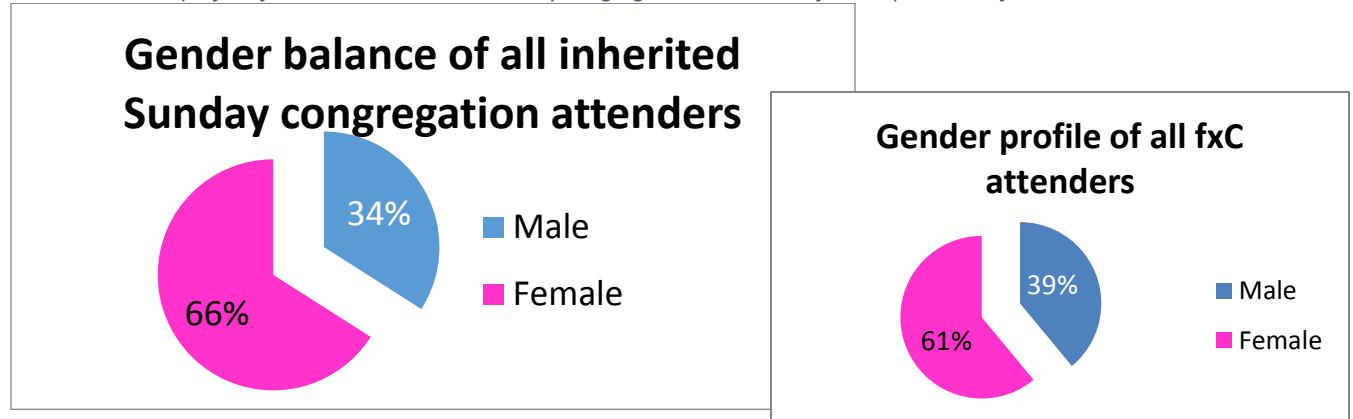 Gender balance of all inherited
Sunday congregation attenders
34%
66%
Male
Female
Gender profile of all fxC
attenders
39%
61%
Male
Female